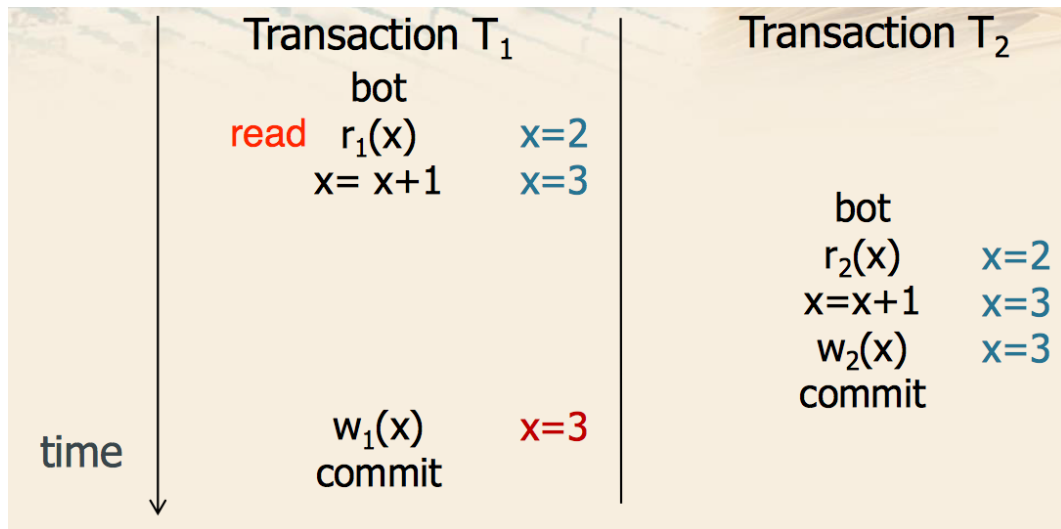 Transaction T₁
bot
read r₁(x) x=2
x= x+1 x=3
w₁(x) x=3
commit
time
Transaction T₂
bot
r₂(x) x=2
x=x+1 x=3
w₂(x) x=3
commit